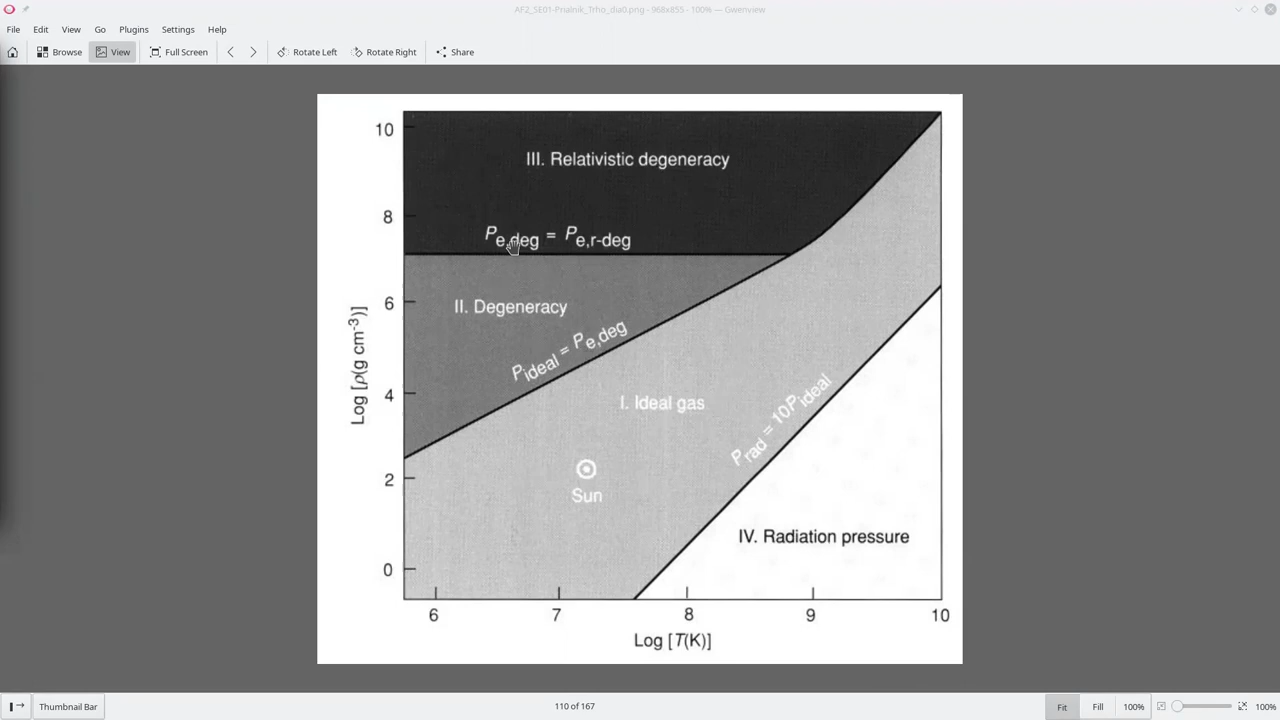 AF2_SE01-Prialnik_Trho_dia0.png - 968x855 - 100% — Gwenview
File Edit View Go Plugins Settings Help
Browse View Full Screen Rotate Left Rotate Right Share
10
III. Relativistic degeneracy
8
Pe,deg = Pe,r-deg
6
II. Degeneracy
Pideal = Pe,deg
Log [ρ(g cm-3)]
4
I. Ideal gas
Prad = 10Pideal
2
Sun
IV. Radiation pressure
0
6 7 8 9 10
Log [T(K)]
Thumbnail Bar 110 of 167 Fit Fill 100% 100%